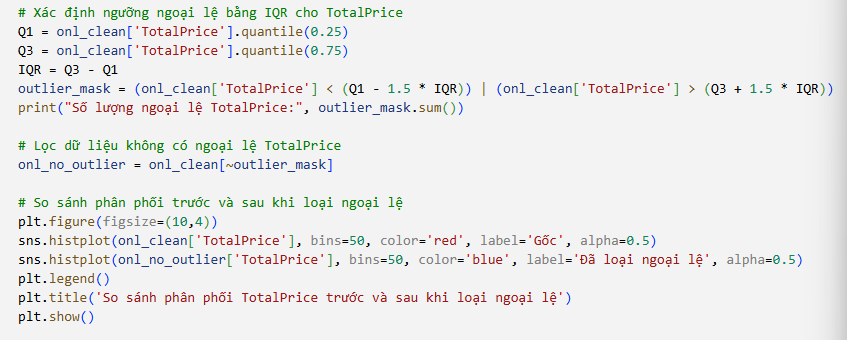 # Xác định ngưỡng ngoại lệ bằng IQR cho TotalPrice
Q1 = onl_clean['TotalPrice'].quantile(0.25)
Q3 = onl_clean['TotalPrice'].quantile(0.75)
IQR = Q3 - Q1
outlier_mask = (onl_clean['TotalPrice'] < (Q1 - 1.5 * IQR)) | (onl_clean['TotalPrice'] > (Q3 + 1.5 * IQR))
print("Số lượng ngoại lệ TotalPrice:", outlier_mask.sum())

# Lọc dữ liệu không có ngoại lệ TotalPrice
onl_no_outlier = onl_clean[~outlier_mask]

# So sánh phân phối trước và sau khi loại ngoại lệ
plt.figure(figsize=(10,4))
sns.histplot(onl_clean['TotalPrice'], bins=50, color='red', label='Gốc', alpha=0.5)
sns.histplot(onl_no_outlier['TotalPrice'], bins=50, color='blue', label='Đã loại ngoại lệ', alpha=0.5)
plt.legend()
plt.title('So sánh phân phối TotalPrice trước và sau khi loại ngoại lệ')
plt.show()